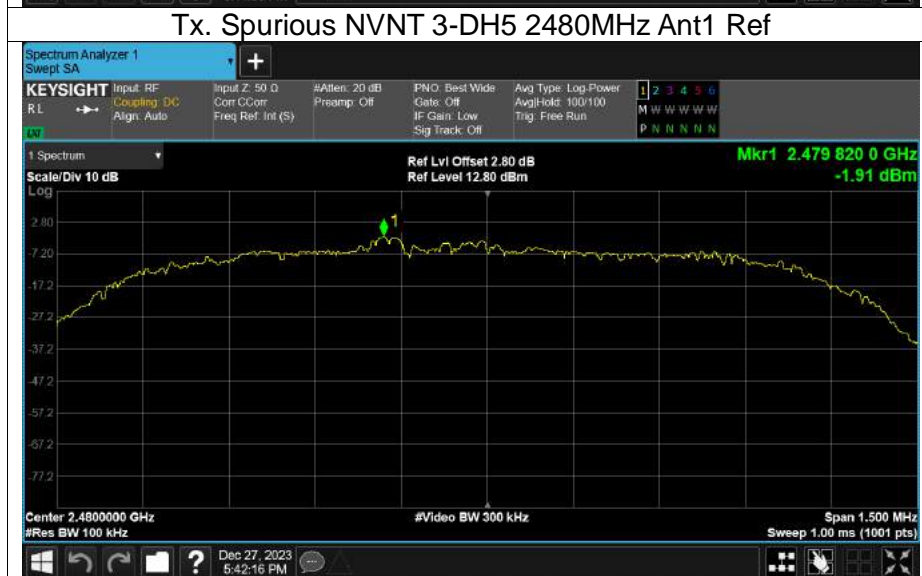 Tx. Spurious NVNT 3-DH5 2480MHz Ant1 Ref
Spectrum Analyzer 1
Swept SA
+
KEYSIGHT
RL
LXI
Input: RF
Coupling: DC
Align: Auto
Input Z: 50 Ω
Corr CCorr
Freq Ref: Int (S)
#Atten: 20 dB
Preamp: Off
PNO: Best Wide
Gate: Off
IF Gain: Low
Sig Track: Off
Avg Type: Log-Power
Avg|Hold: 100/100
Trig: Free Run
1 2 3 4 5 6
M W W W W W
P N N N N N
1 Spectrum
Ref Lvl Offset 2.80 dB
Mkr1 2.479 820 0 GHz
Scale/Div 10 dB
Ref Level 12.80 dBm
-1.91 dBm
Log
1
2.80
-7.20
-17.2
-27.2
-37.2
-47.2
-57.2
-67.2
-77.2
Center 2.4800000 GHz
#Video BW 300 kHz
Span 1.500 MHz
#Res BW 100 kHz
Sweep 1.00 ms (1001 pts)
?
Dec 27, 2023
5:42:16 PM